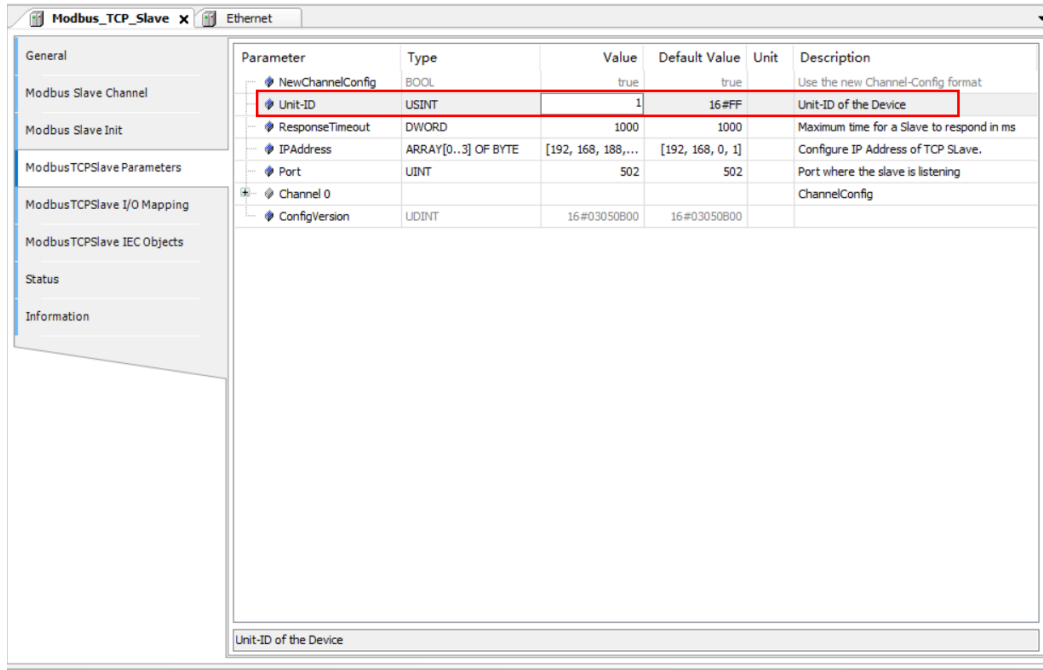 Modbus_TCP_Slave x Ethernet
General
Modbus Slave Channel
Modbus Slave Init
ModbusTCPSlave Parameters
ModbusTCPSlave I/O Mapping
ModbusTCPSlave IEC Objects
Status
Information
Parameter Type Value Default Value Unit Description
NewChannelConfig BOOL true true Use the new Channel-Config format
Unit-ID USINT 1 16#FF Unit-ID of the Device
ResponseTimeout DWORD 1000 1000 Maximum time for a Slave to respond in ms
IPAddress ARRAY[0..3] OF BYTE [192, 168, 188,... [192, 168, 0, 1] Configure IP Address of TCP SLave.
Port UINT 502 502 Port where the slave is listening
Channel 0 ChannelConfig
ConfigVersion UDINT 16#03050B00 16#03050B00
Unit-ID of the Device